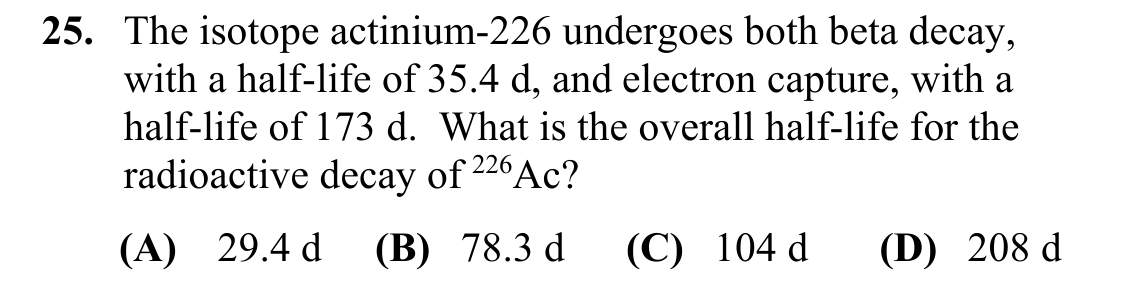 25. The isotope actinium-226 undergoes both beta decay,
with a half-life of 35.4 d, and electron capture, with a
half-life of 173 d. What is the overall half-life for the
radioactive decay of ²²⁶Ac?
(A) 29.4 d (B) 78.3 d (C) 104 d (D) 208 d